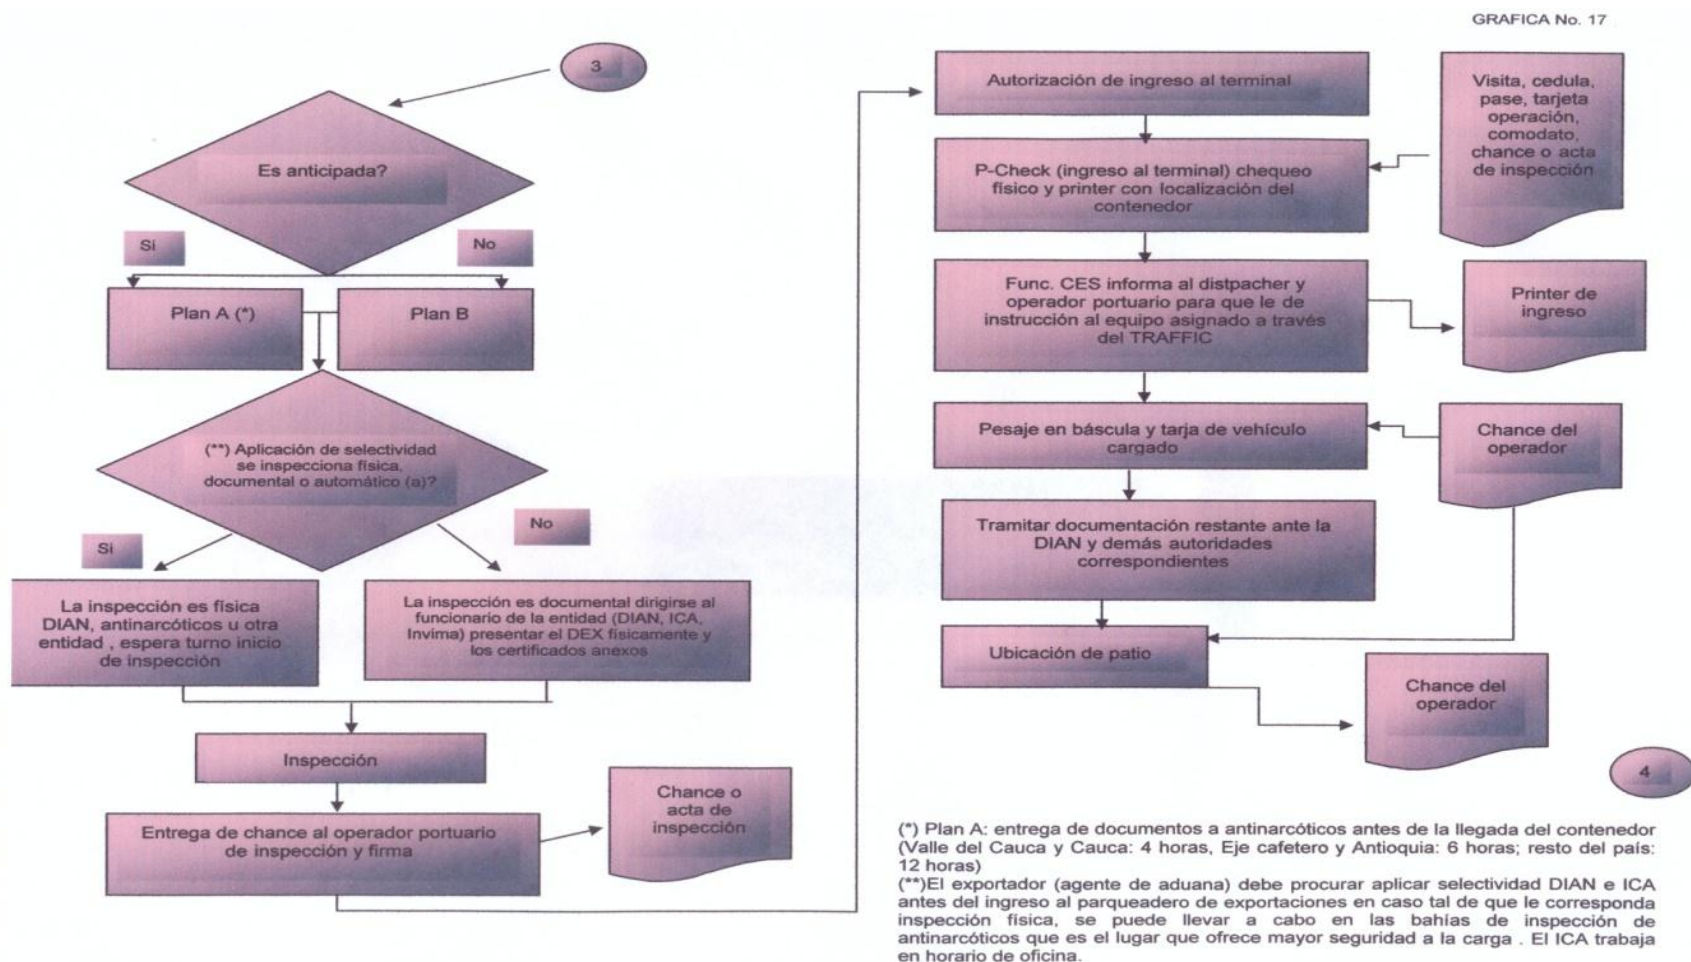 GRAFICA No. 17
3
Es anticipada?
Si
No
Plan A (*)
Plan B
(**) Aplicación de selectividad
se inspecciona física,
documental o automático (a)?
Si
No
La inspección es física
DIAN, antinarcóticos u otra
entidad , espera turno inicio
de inspección
La inspección es documental dirigirse al
funcionario de la entidad (DIAN, ICA,
Invima) presentar el DEX físicamente y
los certificados anexos
Inspección
Entrega de chance al operador portuario
de inspección y firma
Chance o
acta de
inspección
Autorización de ingreso al terminal
Visita, cedula,
pase, tarjeta
operación,
comodato,
chance o acta
de inspección
P-Check (ingreso al terminal) chequeo
físico y printer con localización del
contenedor
Func. CES informa al distpacher y
operador portuario para que le de
instrucción al equipo asignado a través
del TRAFFIC
Printer de
ingreso
Pesaje en báscula y tarja de vehículo
cargado
Chance del
operador
Tramitar documentación restante ante la
DIAN y demás autoridades
correspondientes
Ubicación de patio
Chance del
operador
4
(*) Plan A: entrega de documentos a antinarcóticos antes de la llegada del contenedor
(Valle del Cauca y Cauca: 4 horas, Eje cafetero y Antioquia: 6 horas; resto del país:
12 horas)
(**)El exportador (agente de aduana) debe procurar aplicar selectividad DIAN e ICA
antes del ingreso al parqueadero de exportaciones en caso tal de que le corresponda
inspección física, se puede llevar a cabo en las bahías de inspección de
antinarcóticos que es el lugar que ofrece mayor seguridad a la carga . El ICA trabaja
en horario de oficina.